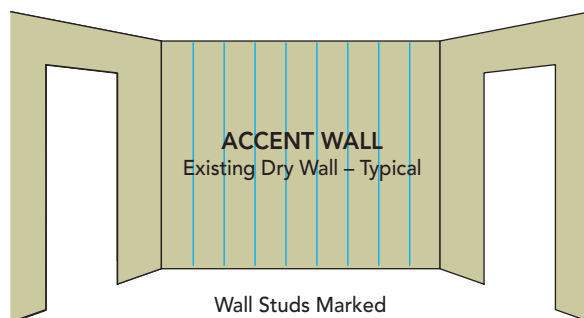 ACCENT WALL
Existing Dry Wall – Typical
Wall Studs Marked